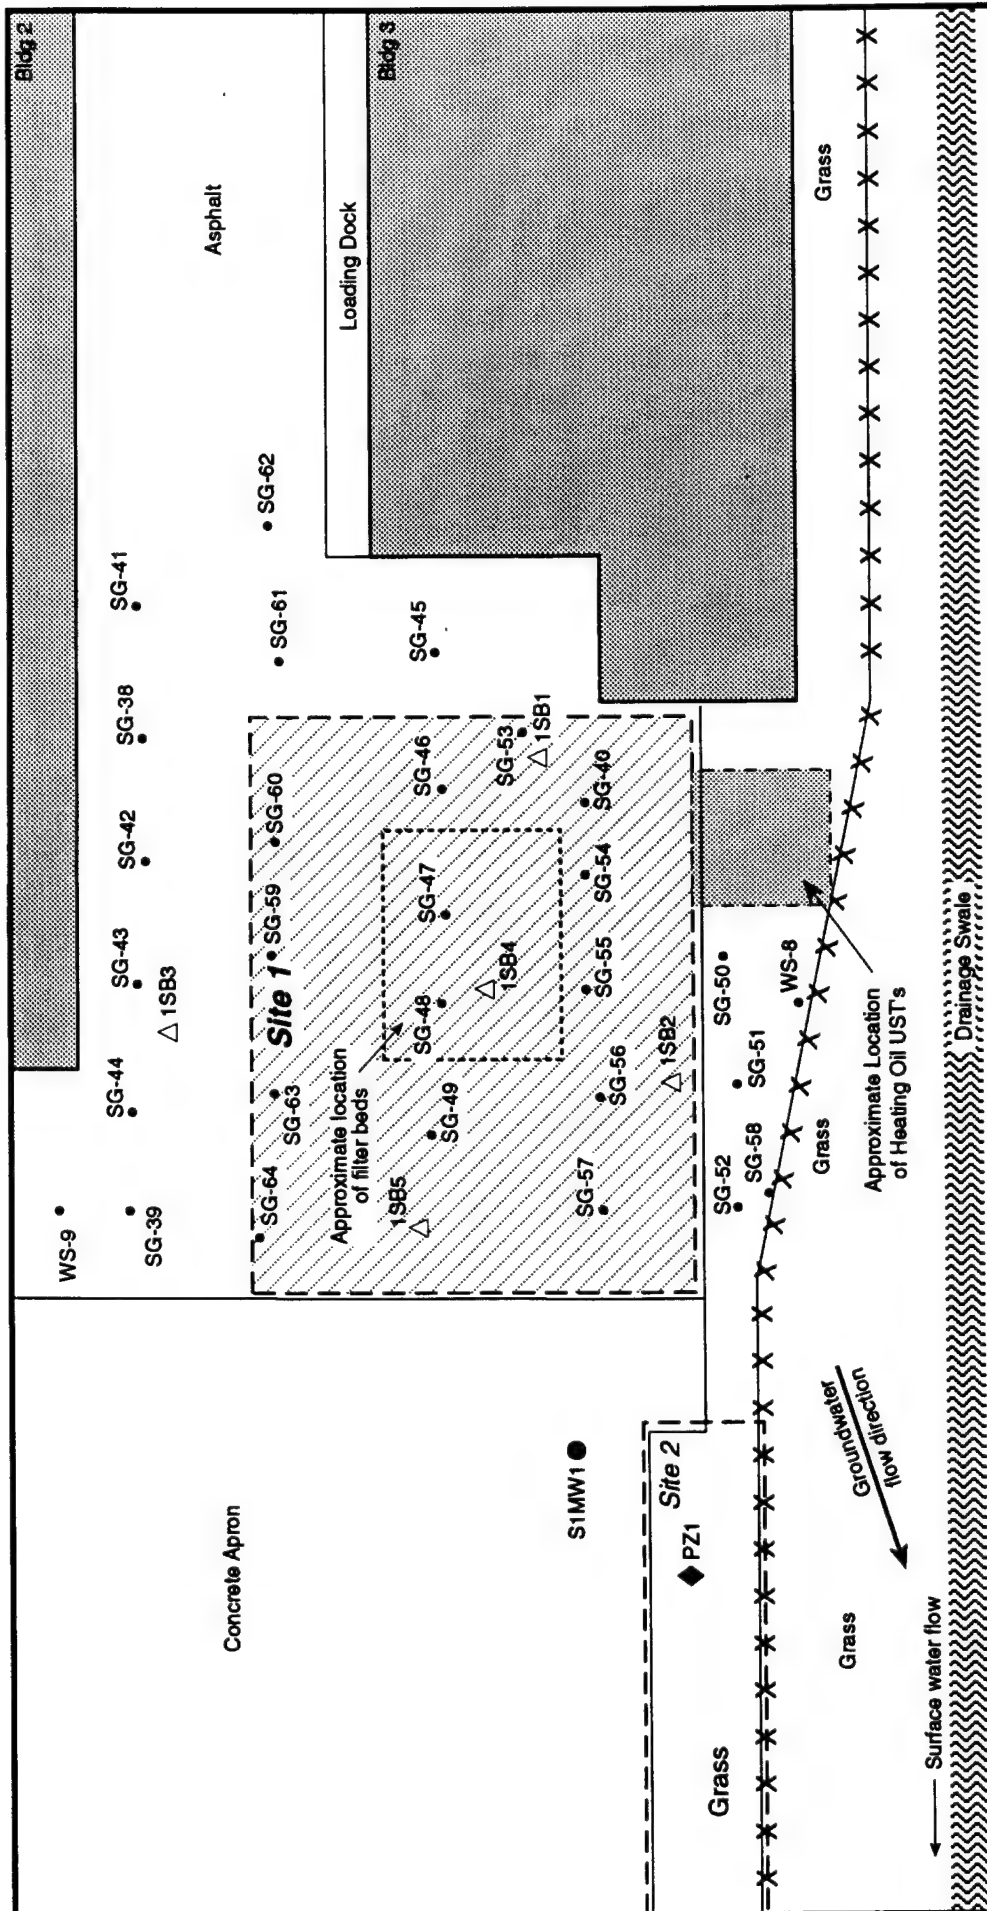 Bldg 2
WS-9
SG-44
SG-43
SG-42
SG-38
SG-41
SG-39
1SB3
Asphalt
Concrete Apron
SG-64
SG-59
SG-60
SG-61
SG-62
SG-63
Site 1
Loading Dock
Approximate location
of filter beds
Bldg 3
1SB5
SG-49
SG-48
SG-47
SG-46
SG-45
1SB4
SG-53
1SB1
S1MW1
SG-57
SG-56
SG-55
SG-54
SG-40
1SB2
Site 2
PZ1
Grass
SG-52
SG-58
SG-51
SG-50
WS-8
Grass
Grass
Groundwater
flow direction
Approximate Location
of Heating Oil UST's
Grass
Surface water flow
Drainage Swale